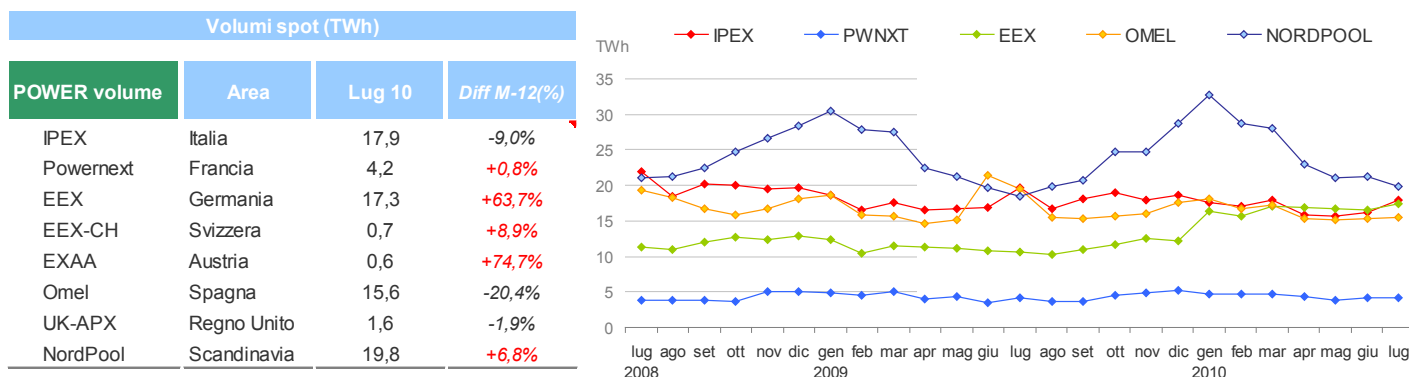 Volumi spot (TWh)
POWER volume Area Lug 10 Diff M-12(%)
IPEX Italia 17,9 -9,0%
Powernext Francia 4,2 +0,8%
EEX Germania 17,3 +63,7%
EEX-CH Svizzera 0,7 +8,9%
EXAA Austria 0,6 +74,7%
Omel Spagna 15,6 -20,4%
UK-APX Regno Unito 1,6 -1,9%
NordPool Scandinavia 19,8 +6,8%
IPEX PWNXT EEX OMEL NORDPOOL
TWh
35
30
25
20
15
10
5
0
lug ago set ott nov dic gen feb mar apr mag giu lug ago set ott nov dic gen feb mar apr mag giu lug
2008 2009 2010